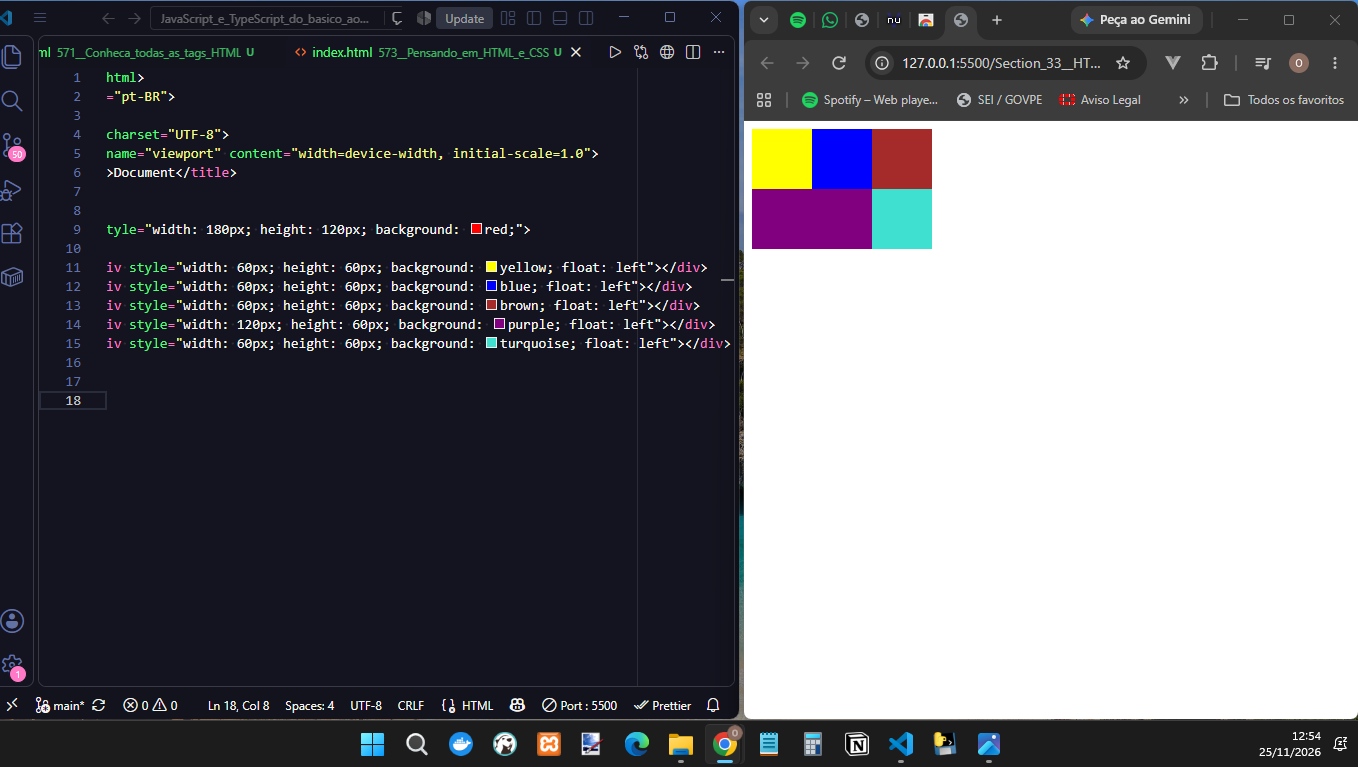 JavaScript_e_TypeScript_do_basico_ao...
Update
ml 571__Conheca_todas_as_tags_HTML U
index.html 573__Pensando_em_HTML_e_CSS U
1 html>
2 ="pt-BR">
3
4 charset="UTF-8">
5 name="viewport" content="width=device-width, initial-scale=1.0">
6 >Document</title>
7
8
9 tyle="width: 180px; height: 120px; background: red;">
10
11 iv style="width: 60px; height: 60px; background: yellow; float: left"></div>
12 iv style="width: 60px; height: 60px; background: blue; float: left"></div>
13 iv style="width: 60px; height: 60px; background: brown; float: left"></div>
14 iv style="width: 120px; height: 60px; background: purple; float: left"></div>
15 iv style="width: 60px; height: 60px; background: turquoise; float: left"></div>
16
17
18
50
1
main*
0 0
Ln 18, Col 8
Spaces: 4
UTF-8
CRLF
HTML
Port : 5500
Prettier
nu
Peça ao Gemini
127.0.0.1:5500/Section_33__HT...
O
Spotify – Web playe...
SEI / GOVPE
Aviso Legal
»
Todos os favoritos
0
12:54
25/11/2026